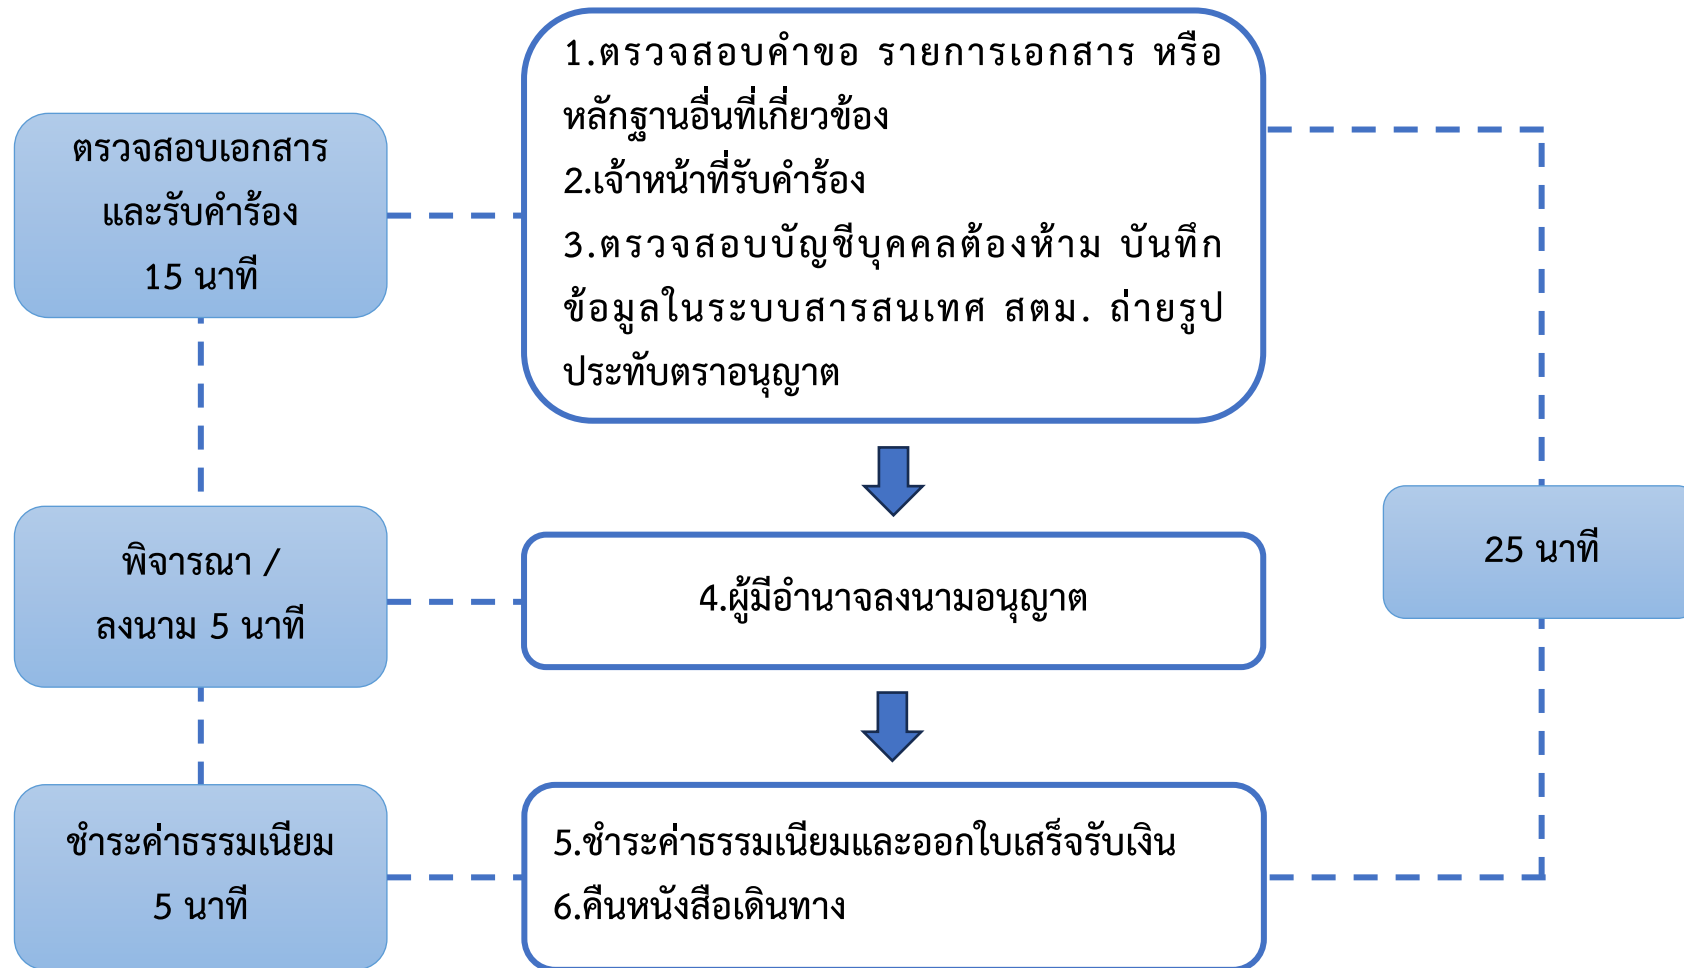 1.ตรวจสอบคำขอ รายการเอกสาร หรือ
หลักฐานอื่นที่เกี่ยวข้อง
2.เจ้าหน้าที่รับคำร้อง
3.ตรวจสอบบัญชีบุคคลต้องห้าม บันทึก
ข้อมูลในระบบสารสนเทศ สตม. ถ่ายรูป
ประทับตราอนุญาต
ตรวจสอบเอกสาร
และรับคำร้อง
15 นาที
พิจารณา /
ลงนาม 5 นาที
4.ผู้มีอำนาจลงนามอนุญาต
25 นาที
ชำระค่าธรรมเนียม
5 นาที
5.ชำระค่าธรรมเนียมและออกใบเสร็จรับเงิน
6.คืนหนังสือเดินทาง